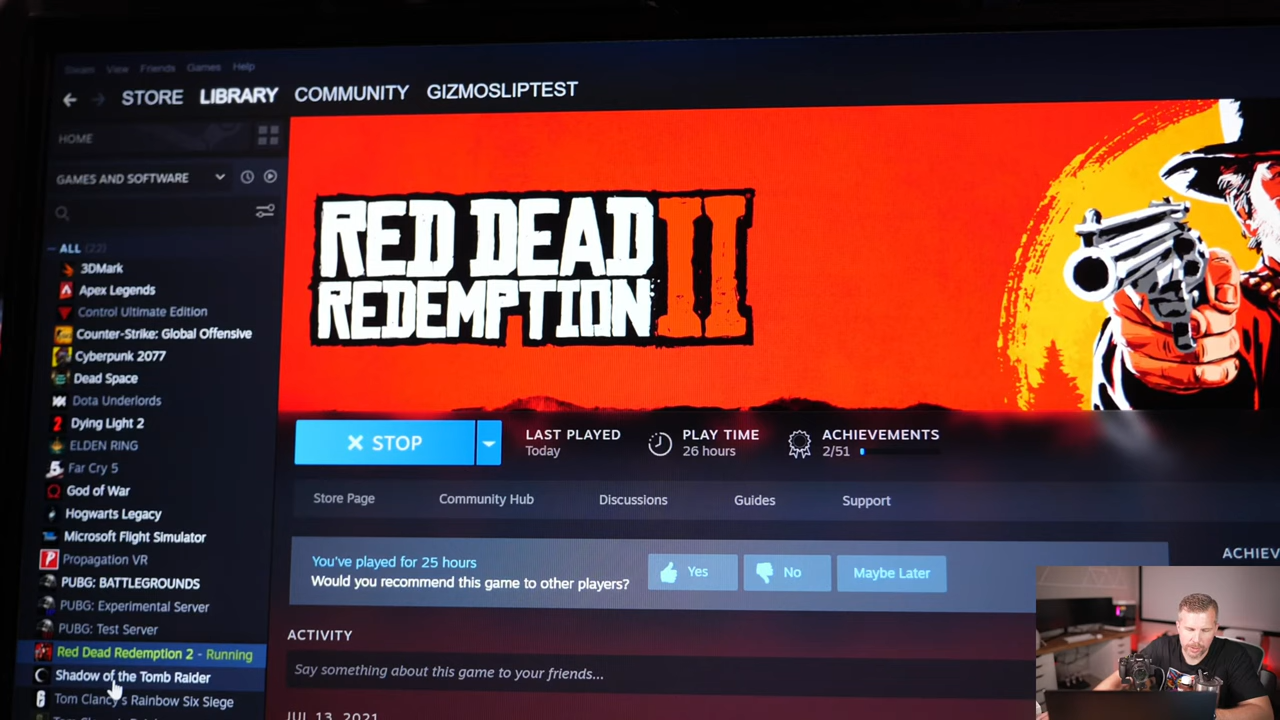 Steam View Friends Games Help
STORE LIBRARY COMMUNITY GIZMOSLIPTEST
HOME
GAMES AND SOFTWARE
ALL (22)
3DMark
Apex Legends
Control Ultimate Edition
Counter-Strike: Global Offensive
Cyberpunk 2077
Dead Space
Dota Underlords
Dying Light 2
ELDEN RING
Far Cry 5
God of War
Hogwarts Legacy
Microsoft Flight Simulator
Propagation VR
PUBG: BATTLEGROUNDS
PUBG: Experimental Server
PUBG: Test Server
Red Dead Redemption 2 - Running
Shadow of the Tomb Raider
Tom Clancy's Rainbow Six Siege
RED DEAD
REDEMPTION II
STOP
LAST PLAYED
Today
PLAY TIME
26 hours
ACHIEVEMENTS
2/51
Store Page Community Hub Discussions Guides Support
You've played for 25 hours
Would you recommend this game to other players?
Yes No Maybe Later
ACTIVITY
Say something about this game to your friends...
JUL 13, 2021